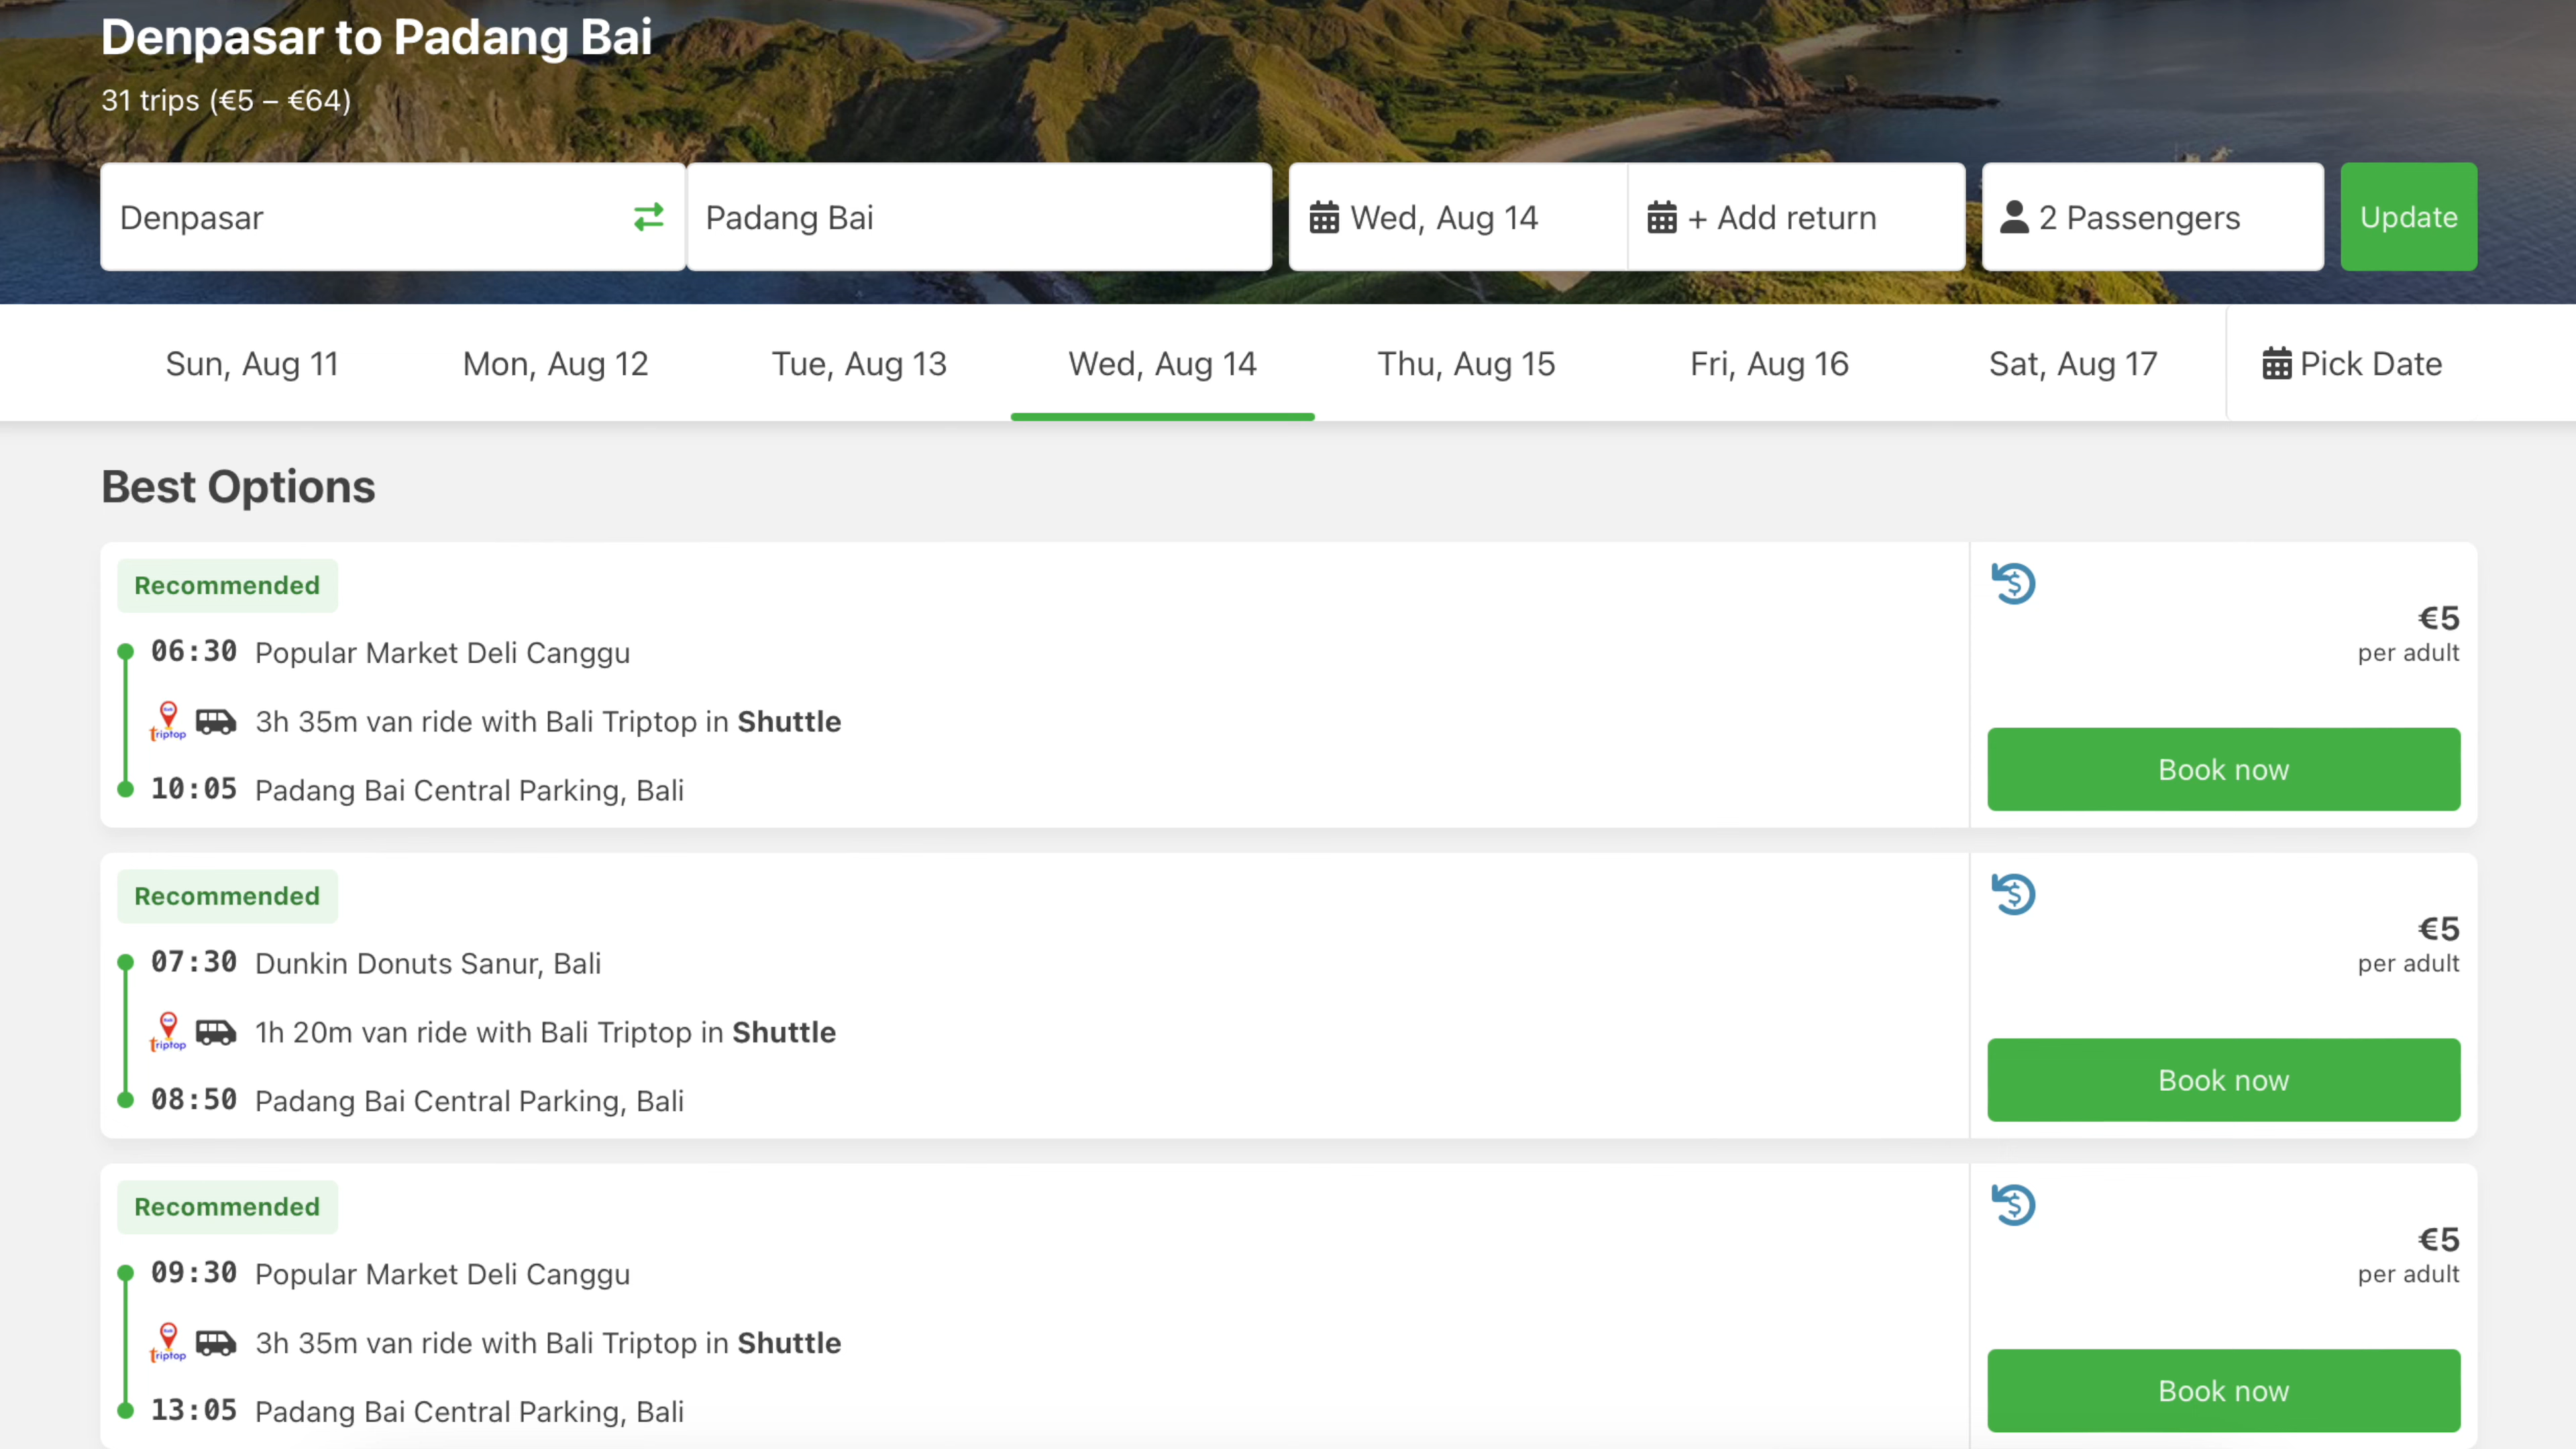 Denpasar to Padang Bai
31 trips (€5 – €64)
Denpasar
Padang Bai
Wed, Aug 14
+ Add return
2 Passengers
Update
Sun, Aug 11
Mon, Aug 12
Tue, Aug 13
Wed, Aug 14
Thu, Aug 15
Fri, Aug 16
Sat, Aug 17
Pick Date
Best Options
Recommended
06:30 Popular Market Deli Canggu
triptop
3h 35m van ride with Bali Triptop in Shuttle
10:05 Padang Bai Central Parking, Bali
€5
per adult
Book now
Recommended
07:30 Dunkin Donuts Sanur, Bali
triptop
1h 20m van ride with Bali Triptop in Shuttle
08:50 Padang Bai Central Parking, Bali
€5
per adult
Book now
Recommended
09:30 Popular Market Deli Canggu
triptop
3h 35m van ride with Bali Triptop in Shuttle
13:05 Padang Bai Central Parking, Bali
€5
per adult
Book now